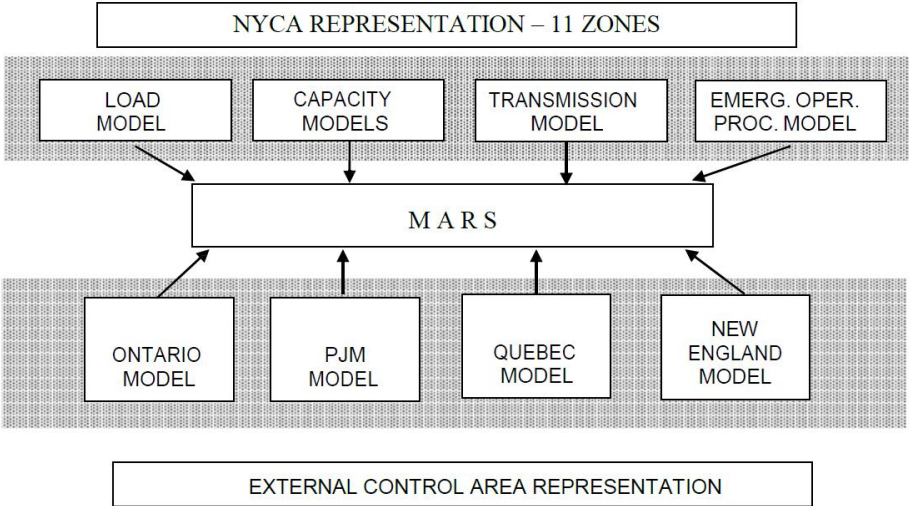 NYCA REPRESENTATION – 11 ZONES
LOAD
MODEL
CAPACITY
MODELS
TRANSMISSION
MODEL
EMERG. OPER.
PROC. MODEL
M A R S
ONTARIO
MODEL
PJM
MODEL
QUEBEC
MODEL
NEW
ENGLAND
MODEL
EXTERNAL CONTROL AREA REPRESENTATION